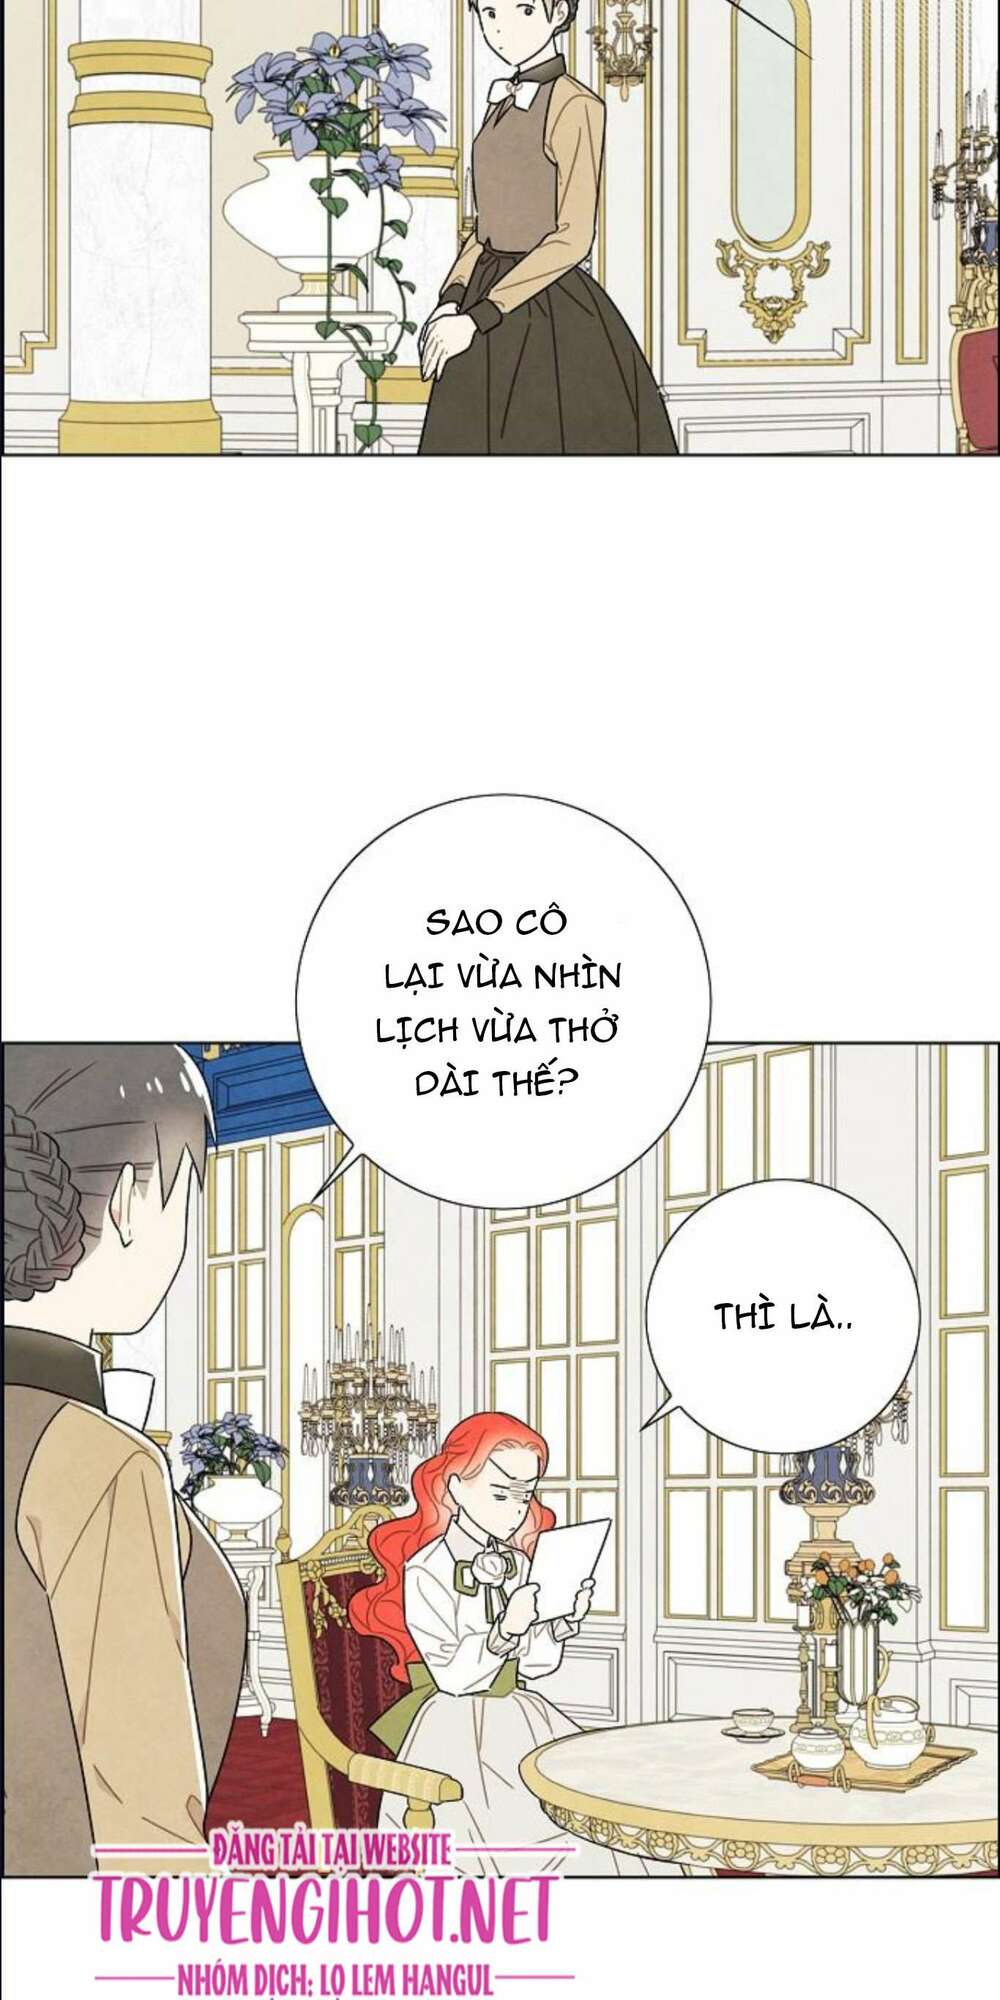 SAO CÔ
LẠI VỪA NHÌN
LỊCH VỪA THỞ
DÀI THẾ?
THÌ LÀ..
ĐĂNG TẢI TẠI WEBSITE
TRUYENGIHOT.NET
NHÓM DỊCH: LỌ LEM HANGUL